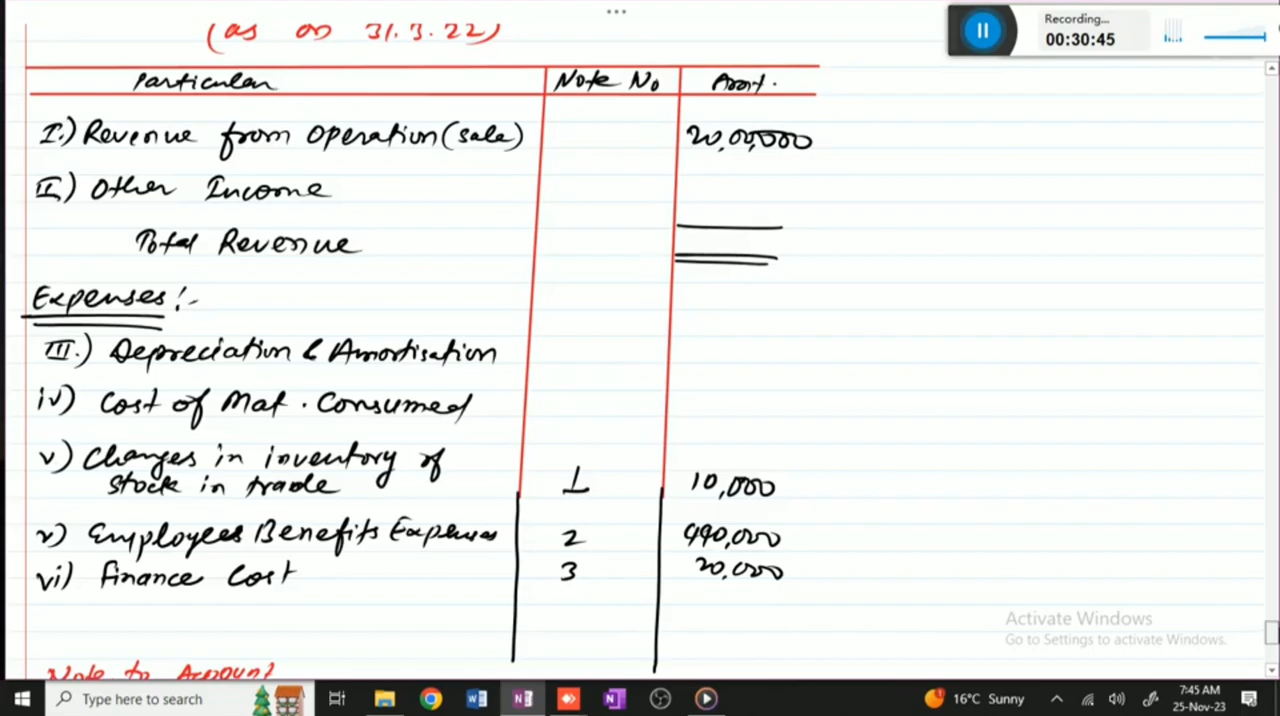 (as on 31.3.22)
Recording...
00:30:45
Particular Note No Amt.
I.) Revenue from Operation (sale) 20,00,000
II.) Other Income
Total Revenue
Expenses:-
III.) Depreciation & Amortisation
iv) Cost of Mat. Consumed
v) Changes in inventory of
stock in trade 1 10,000
v) Employees Benefits Expenses 2 490,000
vi) Finance Cost 3 20,000
Activate Windows
Go to Settings to activate Windows.
Note to Account
Type here to search
16°C Sunny
7:45 AM
25-Nov-23